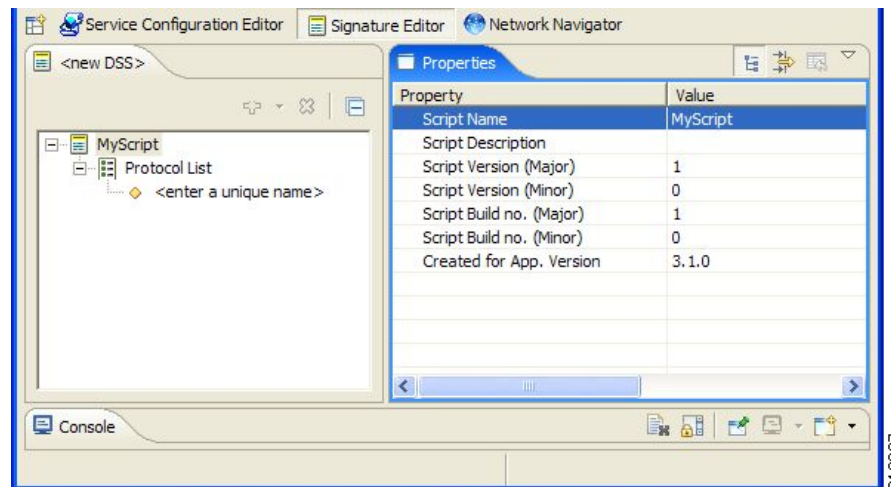 Service Configuration Editor Signature Editor Network Navigator
<new DSS>
Properties
Property Value
MyScript
Protocol List
<enter a unique name>
Script Name MyScript
Script Description
Script Version (Major) 1
Script Version (Minor) 0
Script Build no. (Major) 1
Script Build no. (Minor) 0
Created for App. Version 3.1.0
Console